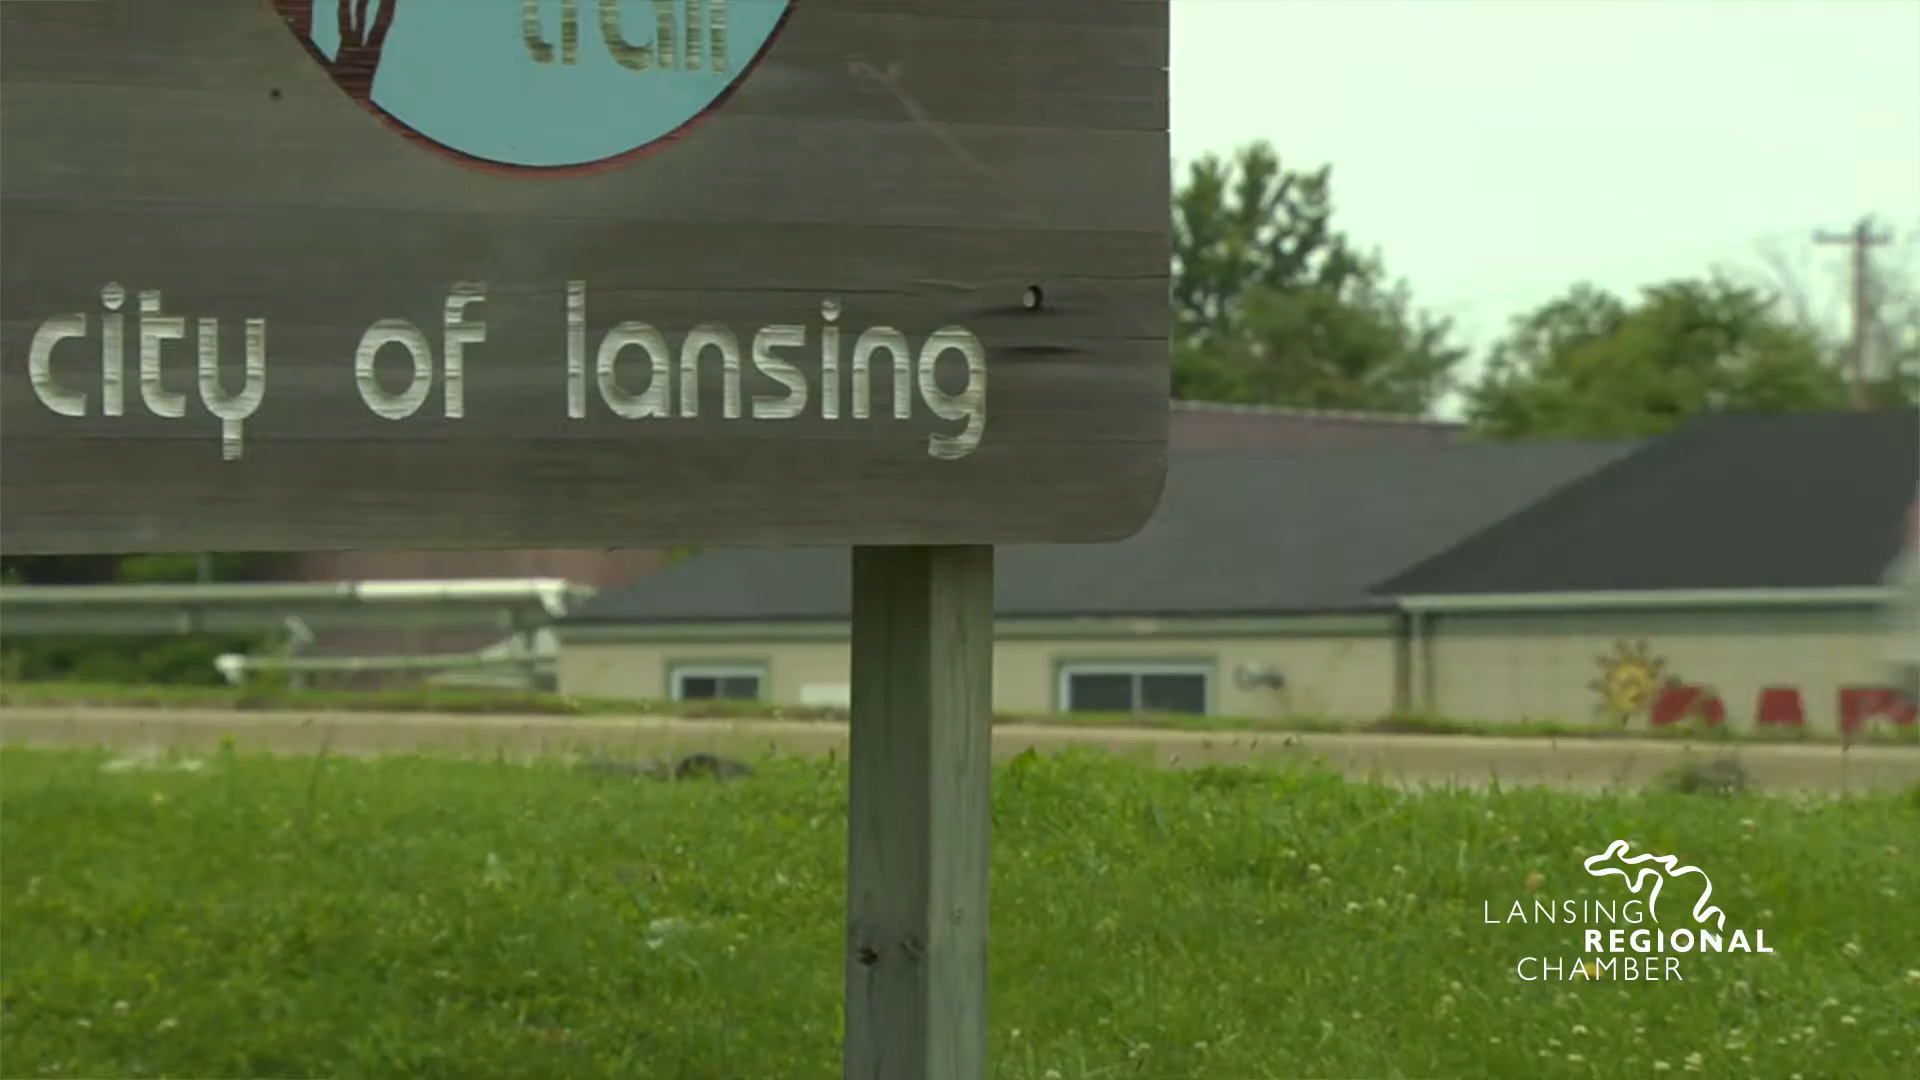 trail
city of lansing
LANSING
REGIONAL
CHAMBER